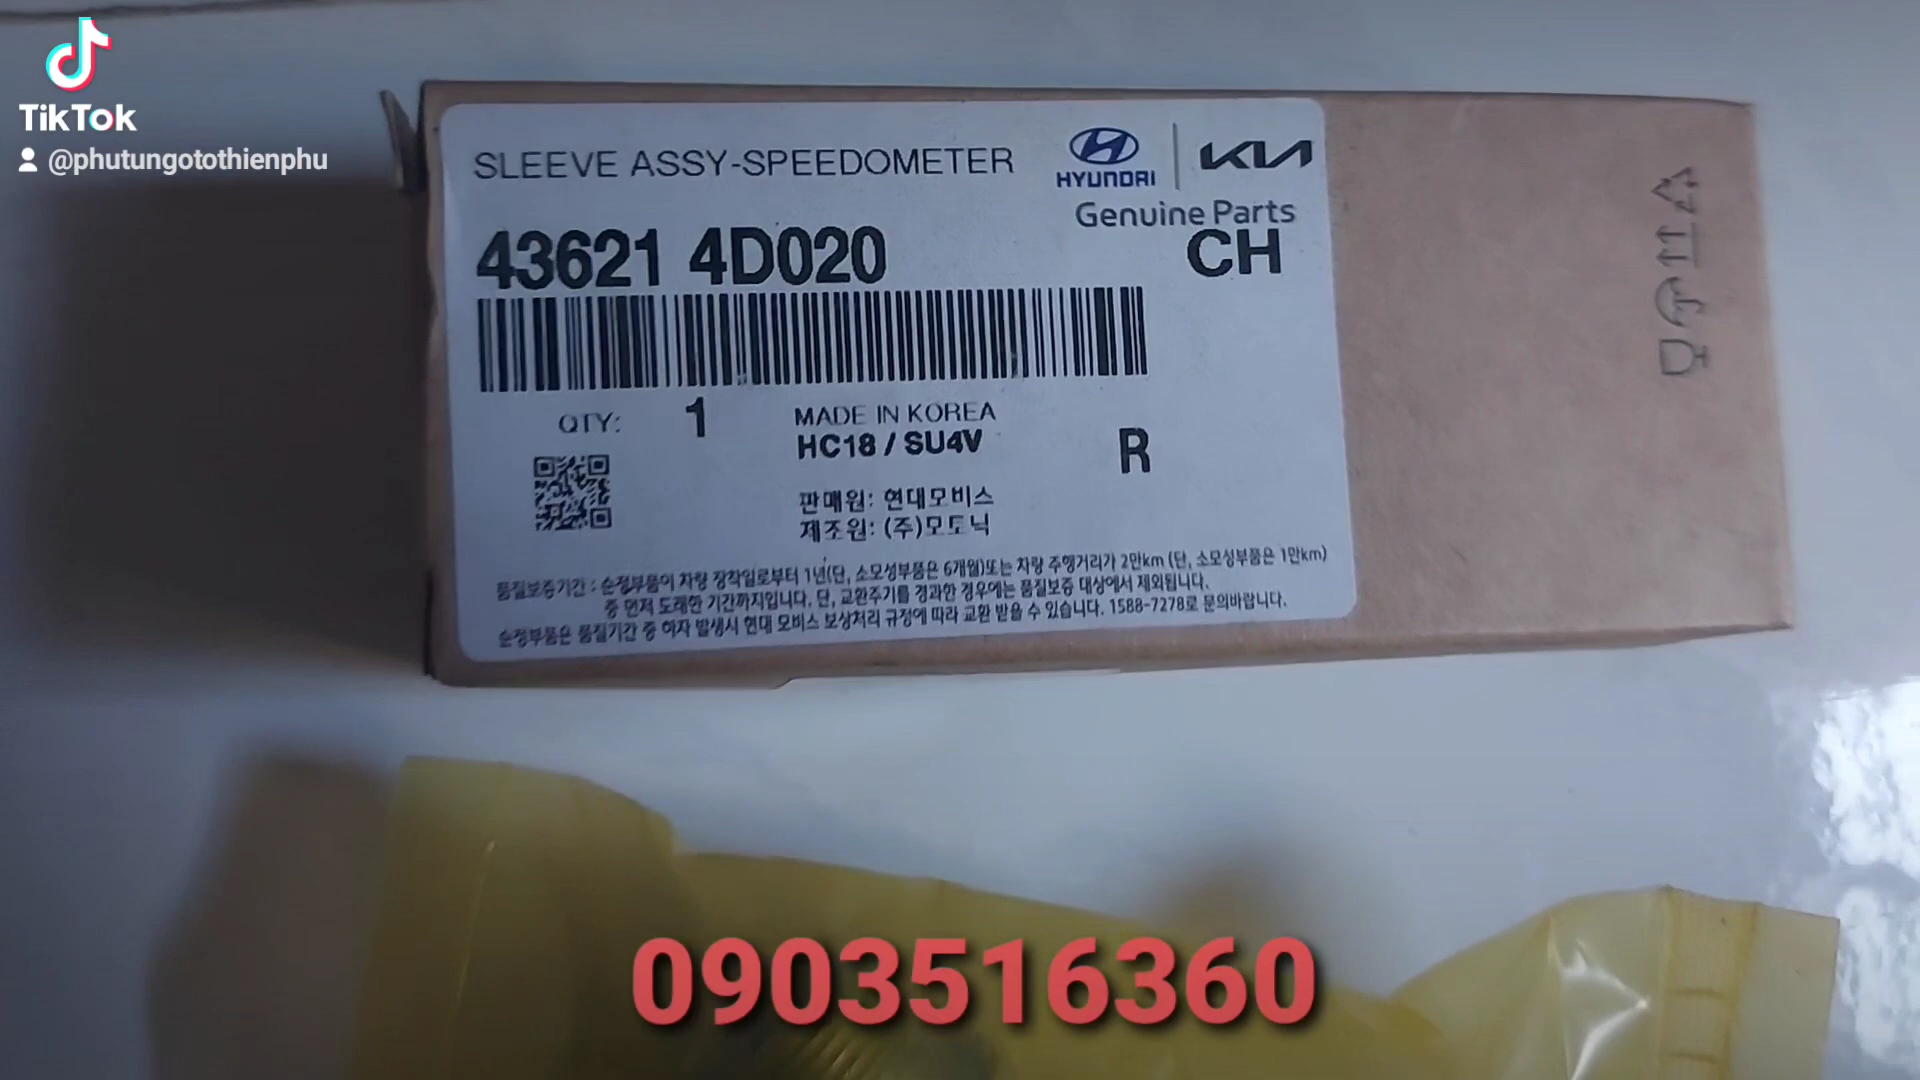 TikTok
@phutungotothienphu
SLEEVE ASSY-SPEEDOMETER
HYUNDAI
KIA
Genuine Parts
43621 4D020
CH
QTY: 1
MADE IN KOREA
HC18 / SU4V
R
판매원: 현대모비스
제조원: (주)모토닉
품질보증기간 : 순정부품이 차량 장착일로부터 1년(단, 소모성부품은 6개월)또는 차량 주행거리가 2만km (단, 소모성부품은 1만km)
중 먼저 도래한 기간까지입니다. 단, 교환주기를 경과한 경우에는 품질보증 대상에서 제외됩니다.
순정부품은 품질기간 중 하자 발생시 현대 모비스 보상처리 규정에 따라 교환 받을 수 있습니다. 1588-7278로 문의바랍니다.
0903516360